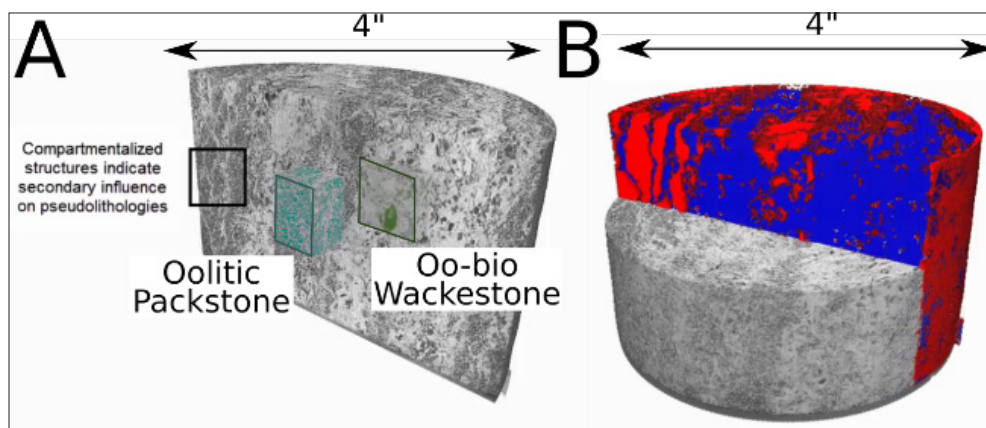 A
4"
Compartmentalized
structures indicate
secondary influence
on pseudolithologies
Oolitic
Packstone
Oo-bio
Wackestone
B
4"